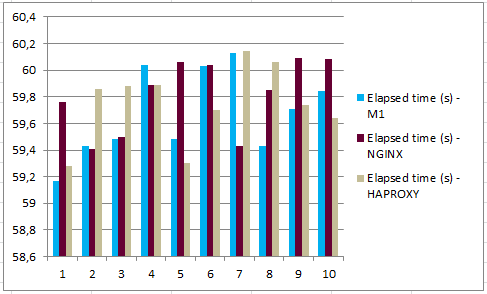 60,4
60,2
60
59,8
59,6
59,4
59,2
59
58,8
58,6
1 2 3 4 5 6 7 8 9 10
Elapsed time (s) -
M1
Elapsed time (s) -
NGINX
Elapsed time (s) -
HAPROXY